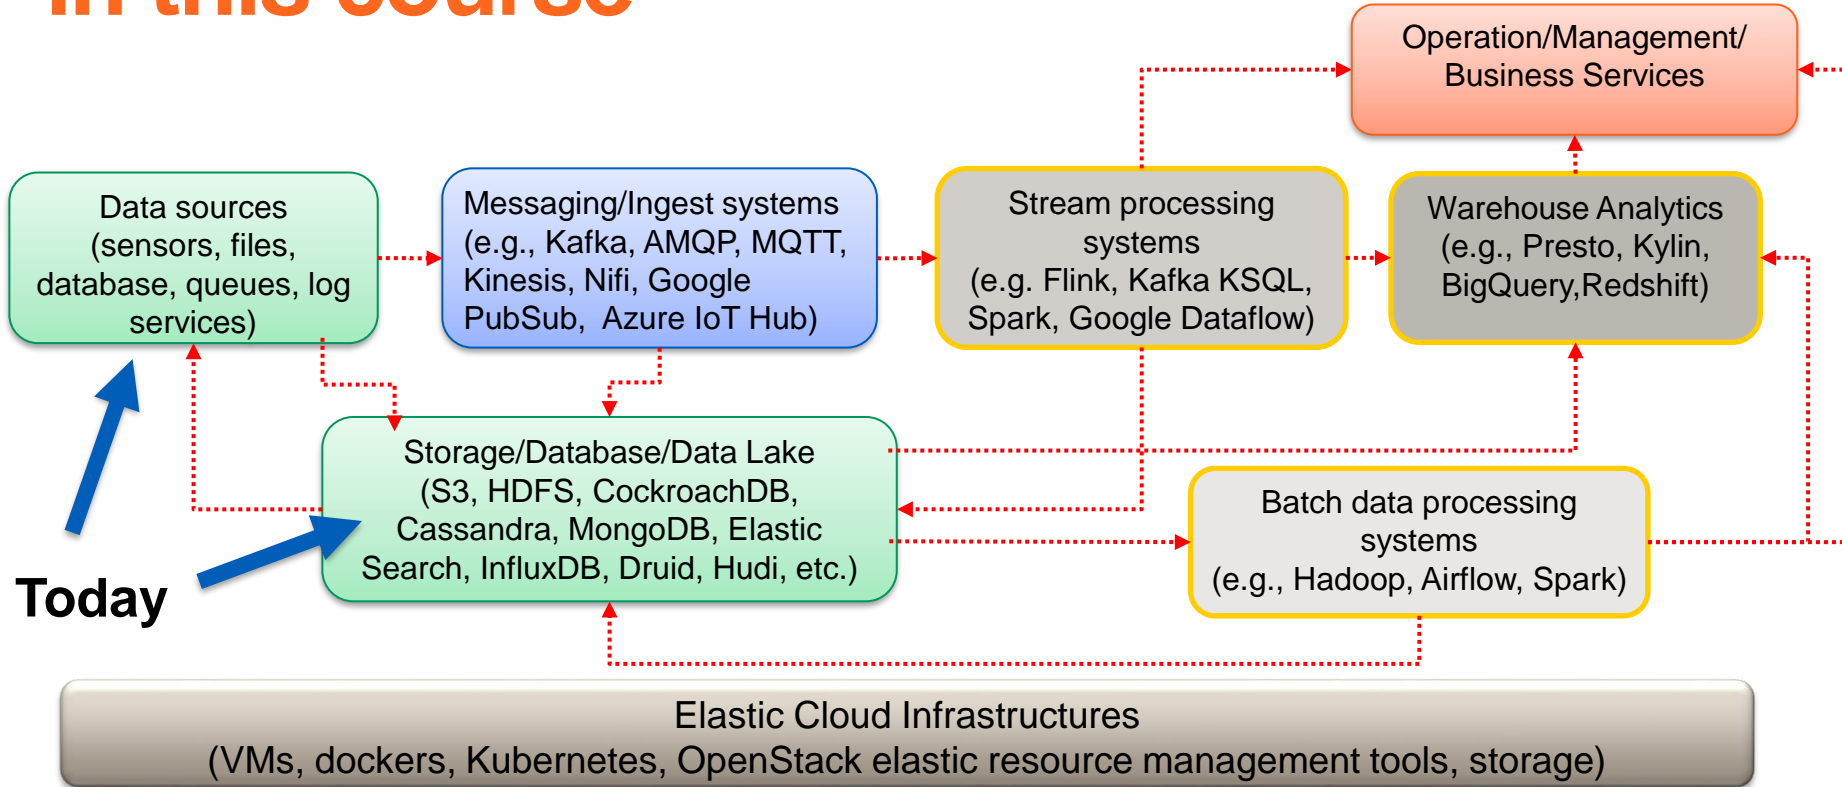 in this course
Operation/Management/
Business Services
Data sources
(sensors, files,
database, queues, log
services)
Messaging/Ingest systems
(e.g., Kafka, AMQP, MQTT,
Kinesis, Nifi, Google
PubSub, Azure IoT Hub)
Stream processing
systems
(e.g. Flink, Kafka KSQL,
Spark, Google Dataflow)
Warehouse Analytics
(e.g., Presto, Kylin,
BigQuery,Redshift)
Storage/Database/Data Lake
(S3, HDFS, CockroachDB,
Cassandra, MongoDB, Elastic
Search, InfluxDB, Druid, Hudi, etc.)
Batch data processing
systems
(e.g., Hadoop, Airflow, Spark)
Today
Elastic Cloud Infrastructures
(VMs, dockers, Kubernetes, OpenStack elastic resource management tools, storage)